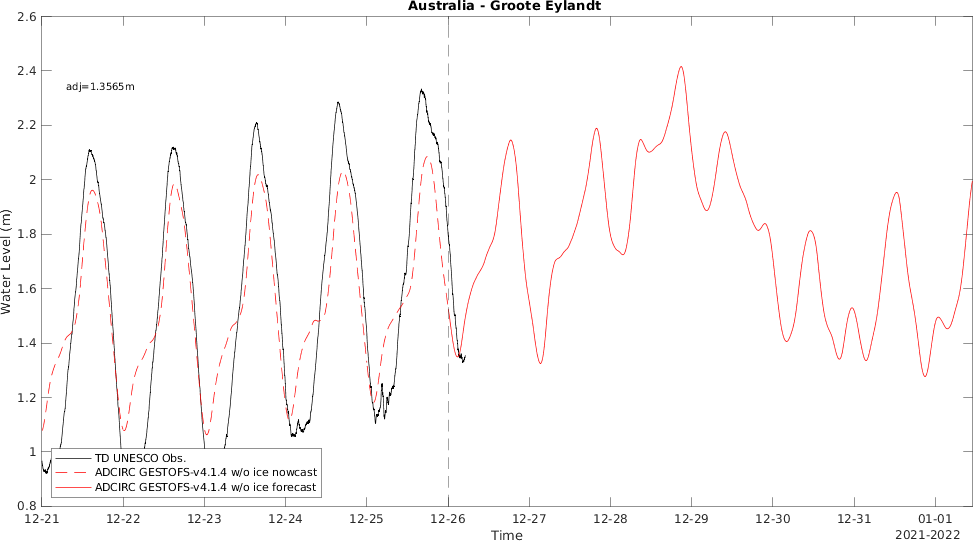 Australia - Groote Eylandt
2.6
2.4
2.2
2
1.8
1.6
1.4
1.2
1
0.8
Water Level (m)
adj=1.3565m
TD UNESCO Obs.
ADCIRC GESTOFS-v4.1.4 w/o ice nowcast
ADCIRC GESTOFS-v4.1.4 w/o ice forecast
12-21 12-22 12-23 12-24 12-25 12-26 12-27 12-28 12-29 12-30 12-31 01-01
Time
2021-2022